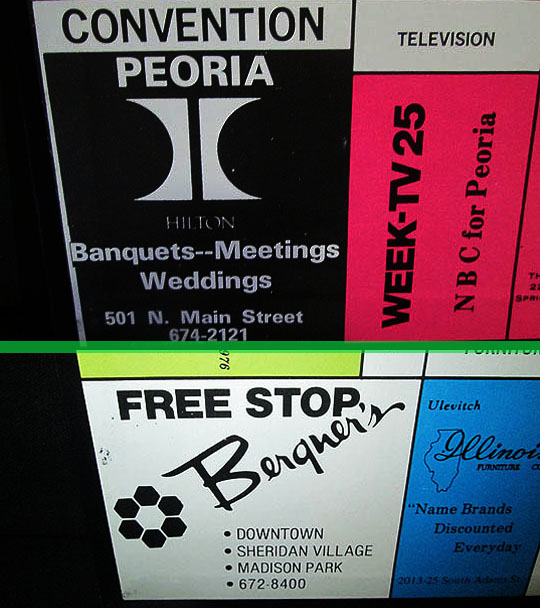 CONVENTION
PEORIA
HILTON
Banquets--Meetings
Weddings
501 N. Main Street
674-2121
TELEVISION
WEEK-TV 25
NBC for Peoria
FREE STOP
Bergner's
• DOWNTOWN
• SHERIDAN VILLAGE
• MADISON PARK
• 672-8400
Ulevitch
FURNITURE
"Name Brands
Discounted
Everyday
2013-25 South Adams St.